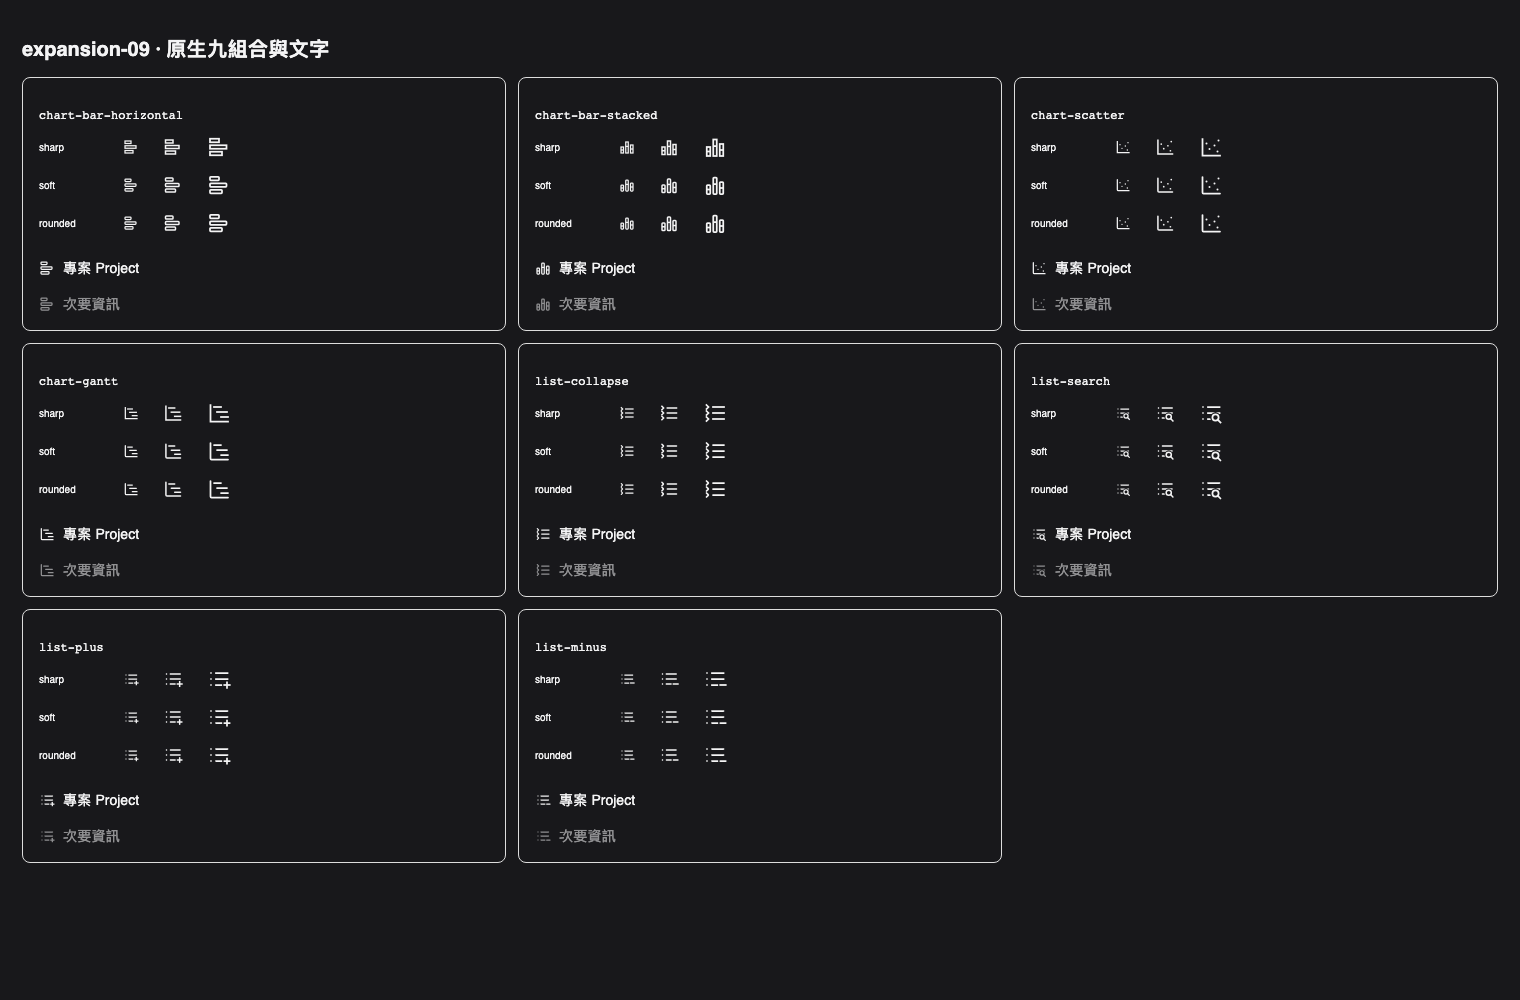 expansion-09 · 原生九組合與文字
chart-bar-horizontal
sharp
soft
rounded
專案 Project
次要資訊
chart-bar-stacked
sharp
soft
rounded
專案 Project
次要資訊
chart-scatter
sharp
soft
rounded
專案 Project
次要資訊
chart-gantt
sharp
soft
rounded
專案 Project
次要資訊
list-collapse
sharp
soft
rounded
專案 Project
次要資訊
list-search
sharp
soft
rounded
專案 Project
次要資訊
list-plus
sharp
soft
rounded
專案 Project
次要資訊
list-minus
sharp
soft
rounded
專案 Project
次要資訊